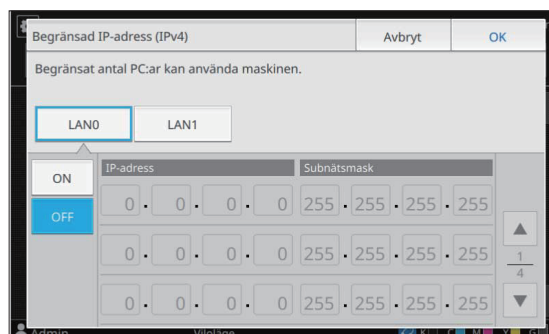 Begränsad IP-adress (IPv4) Avbryt OK
Begränsat antal PC:ar kan använda maskinen.
LAN0 LAN1
ON IP-adress Subnätsmask
0. 0. 0. 0 255. 255. 255. 255
OFF
0. 0. 0. 0 255. 255. 255. 255
1
4
0. 0. 0. 0 255. 255. 255. 255
Admin Viloläge K C M Y